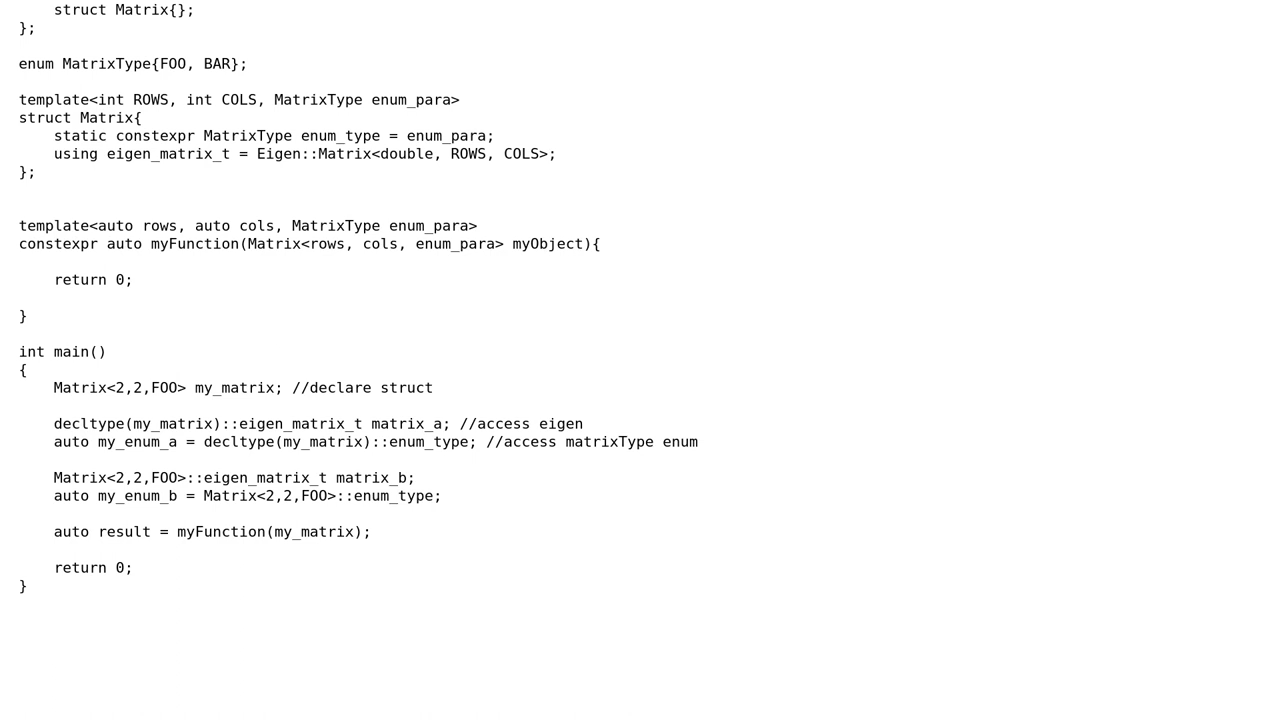 struct Matrix{};
};

enum MatrixType{FOO, BAR};

template<int ROWS, int COLS, MatrixType enum_para>
struct Matrix{
    static constexpr MatrixType enum_type = enum_para;
    using eigen_matrix_t = Eigen::Matrix<double, ROWS, COLS>;
};


template<auto rows, auto cols, MatrixType enum_para>
constexpr auto myFunction(Matrix<rows, cols, enum_para> myObject){

    return 0;

}

int main()
{
    Matrix<2,2,FOO> my_matrix; //declare struct

    decltype(my_matrix)::eigen_matrix_t matrix_a; //access eigen
    auto my_enum_a = decltype(my_matrix)::enum_type; //access matrixType enum

    Matrix<2,2,FOO>::eigen_matrix_t matrix_b;
    auto my_enum_b = Matrix<2,2,FOO>::enum_type;

    auto result = myFunction(my_matrix);

    return 0;
}